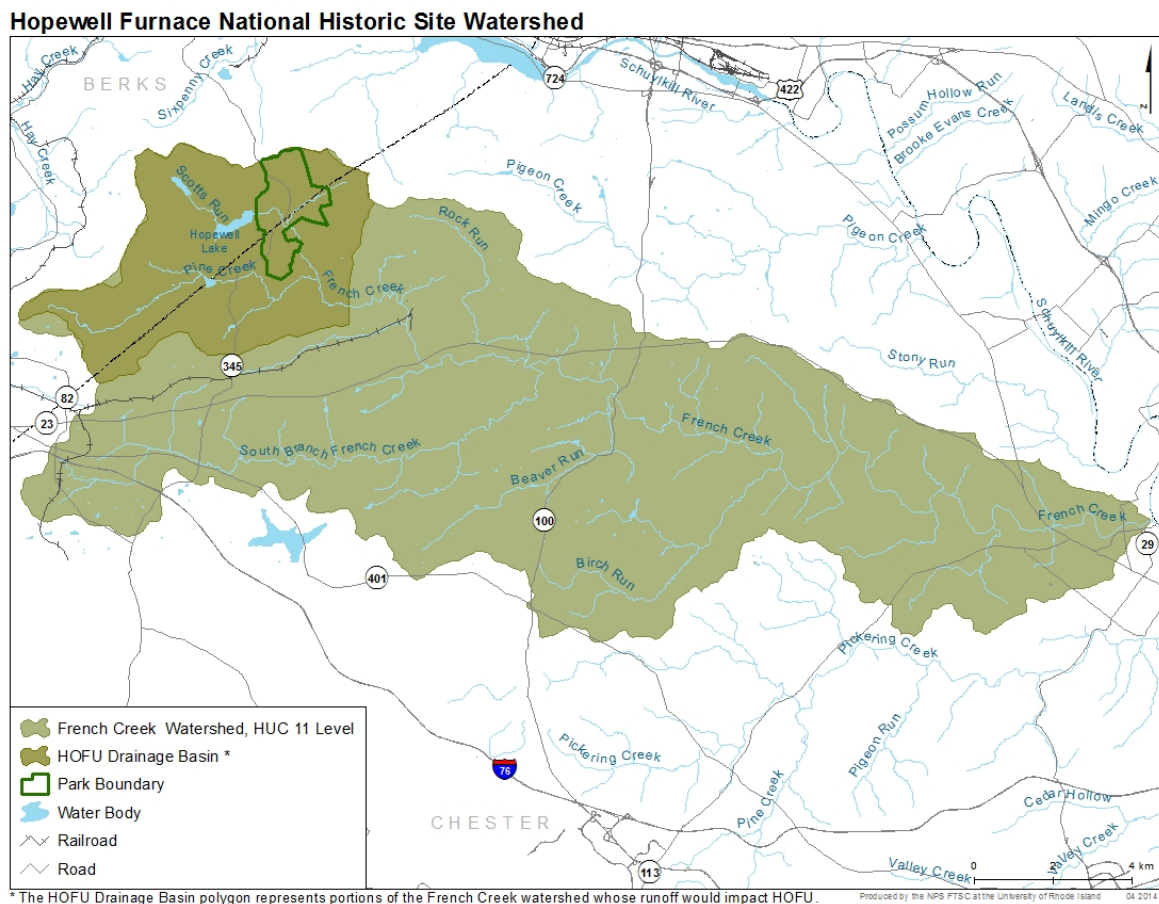 Hopewell Furnace National Historic Site Watershed
Hay Creek
BERKS
Sixpenny Creek
724
Schuylkill River
422
Possum Hollow Run
Landis Creek
z
Brooke Evans Creek
Hay Creek
Scotts Run
Pigeon Creek
Mingo Creek
Rock Run
Pigeon Creek
Hopewell
Lake
Pine Creek
French Creek
Schuylkill River
Stony Run
345
82
23
French Creek
South Branch French Creek
Beaver Run
100
French Creek
29
Birch Run
401
Pickering Creek
French Creek Watershed, HUC 11 Level
HOFU Drainage Basin *
Park Boundary
Water Body
Railroad
Road
Pickering Creek
Pigeon Run
76
Pine Creek
Cedar Hollow
CHESTER
Valley Creek
113
Valley Creek
0 2 4 km
* The HOFU Drainage Basin polygon represents portions of the French Creek watershed whose runoff would impact HOFU.
Produced by the NPS FTSC at the University of Rhode Island 04 2014